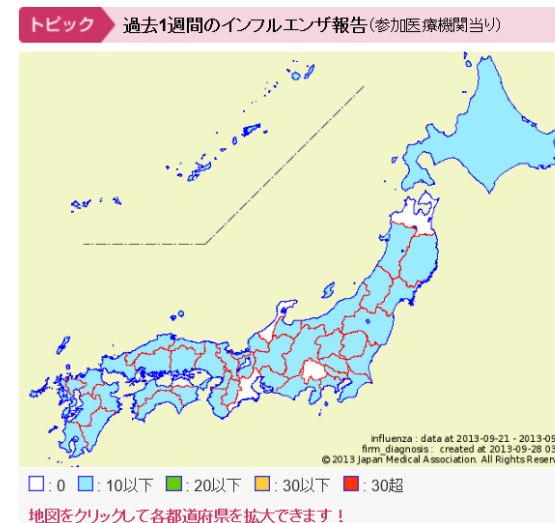 トピック 過去1週間のインフルエンザ報告(参加医療機関当り)
influenza : data at 2013-09-21 - 2013-09
firm_diagnosis : created at 2013-09-28 03
© 2013 Japan Medical Association. All Rights Reserv
: 0 : 10以下 : 20以下 : 30以下 : 30超
地図をクリックして各都道府県を拡大できます！